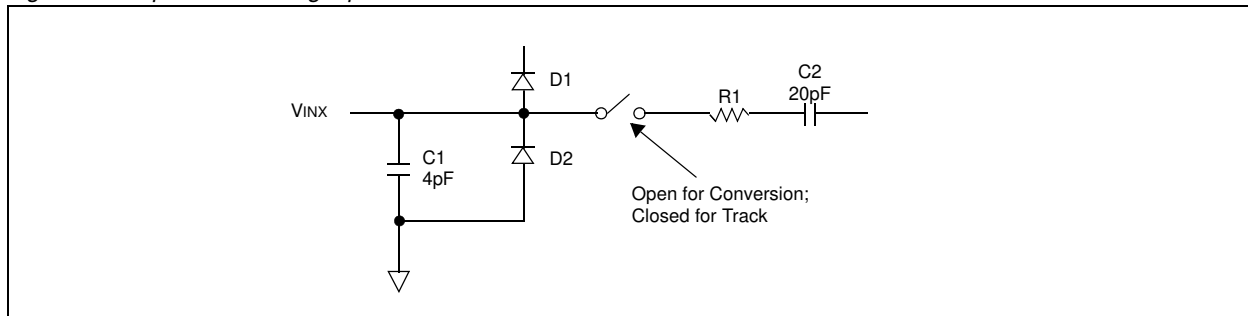 D1
C2
20pF
R1
VINX
C1
4pF
D2
Open for Conversion;
Closed for Track